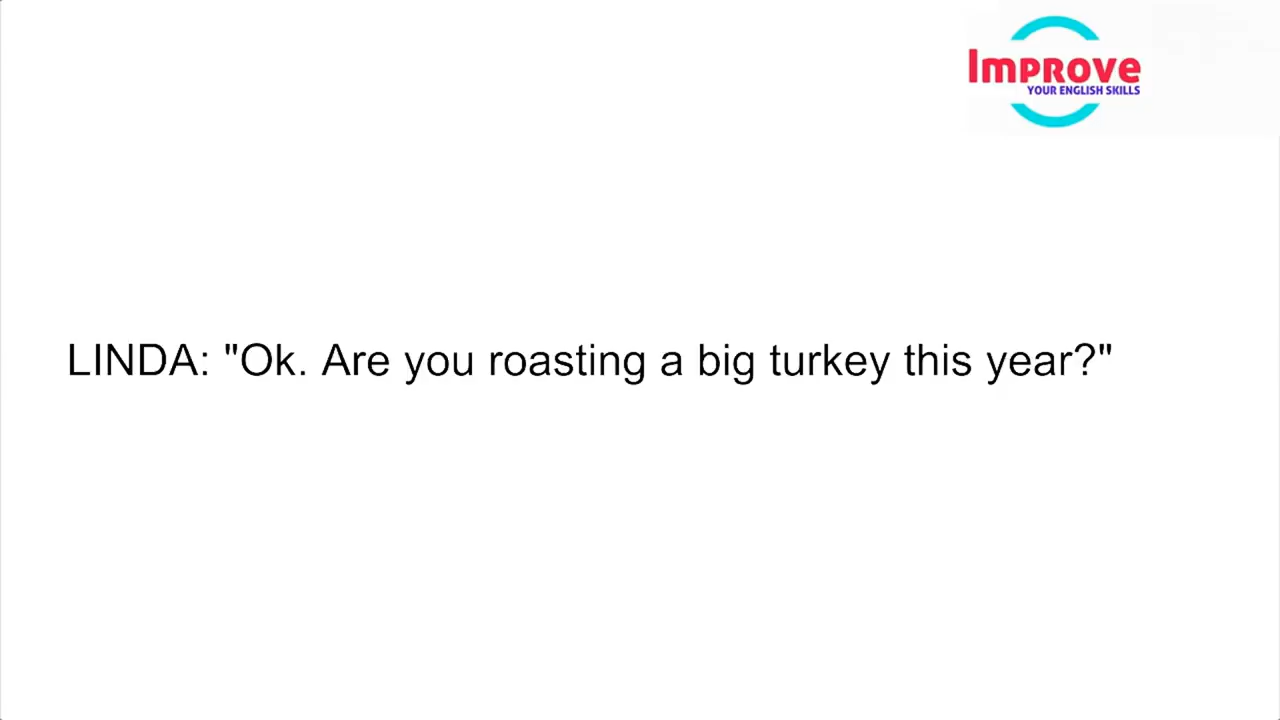 Improve
YOUR ENGLISH SKILLS
LINDA: "Ok. Are you roasting a big turkey this year?"